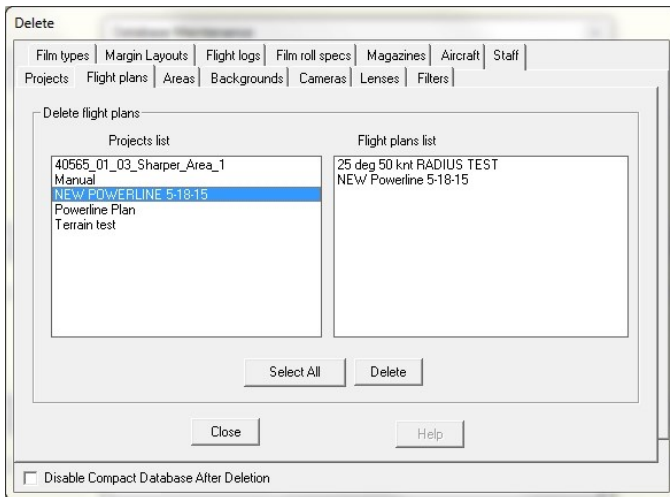 Delete
Film types Margin Layouts Flight logs Film roll specs Magazines Aircraft Staff
Projects Flight plans Areas Backgrounds Cameras Lenses Filters
Delete flight plans
Projects list
40565_01_03_Sharper_Area_1
Manual
NEW POWERLINE 5-18-15
Powerline Plan
Terrain test
Flight plans list
25 deg 50 knt RADIUS TEST
NEW Powerline 5-18-15
Select All Delete
Close Help
Disable Compact Database After Deletion